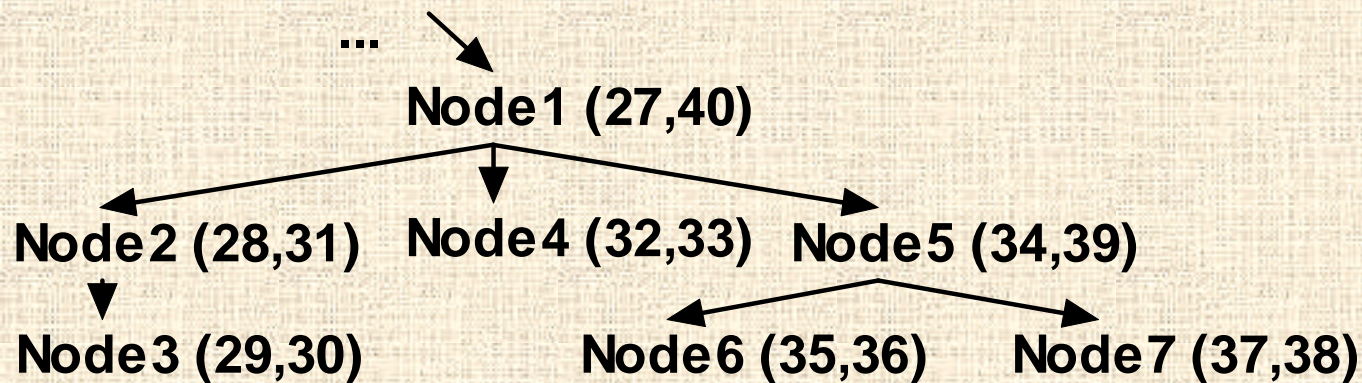 ...
Node1 (27,40)
Node2 (28,31) Node4 (32,33) Node5 (34,39)
Node3 (29,30) Node6 (35,36) Node7 (37,38)